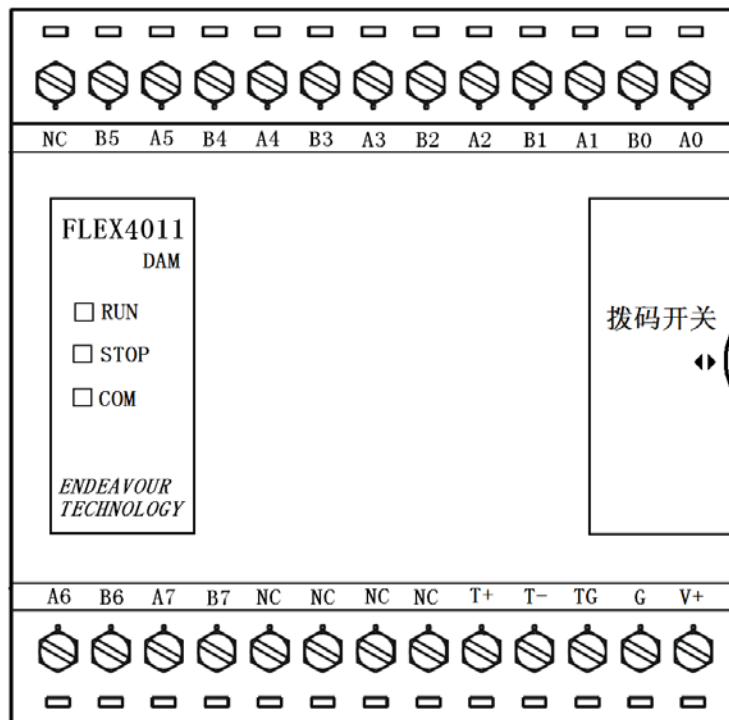 NC B5 A5 B4 A4 B3 A3 B2 A2 B1 A1 B0 A0
FLEX4011
DAM
RUN
STOP
COM
ENDEAVOUR
TECHNOLOGY
拨码开关
A6 B6 A7 B7 NC NC NC NC T+ T- TG G V+